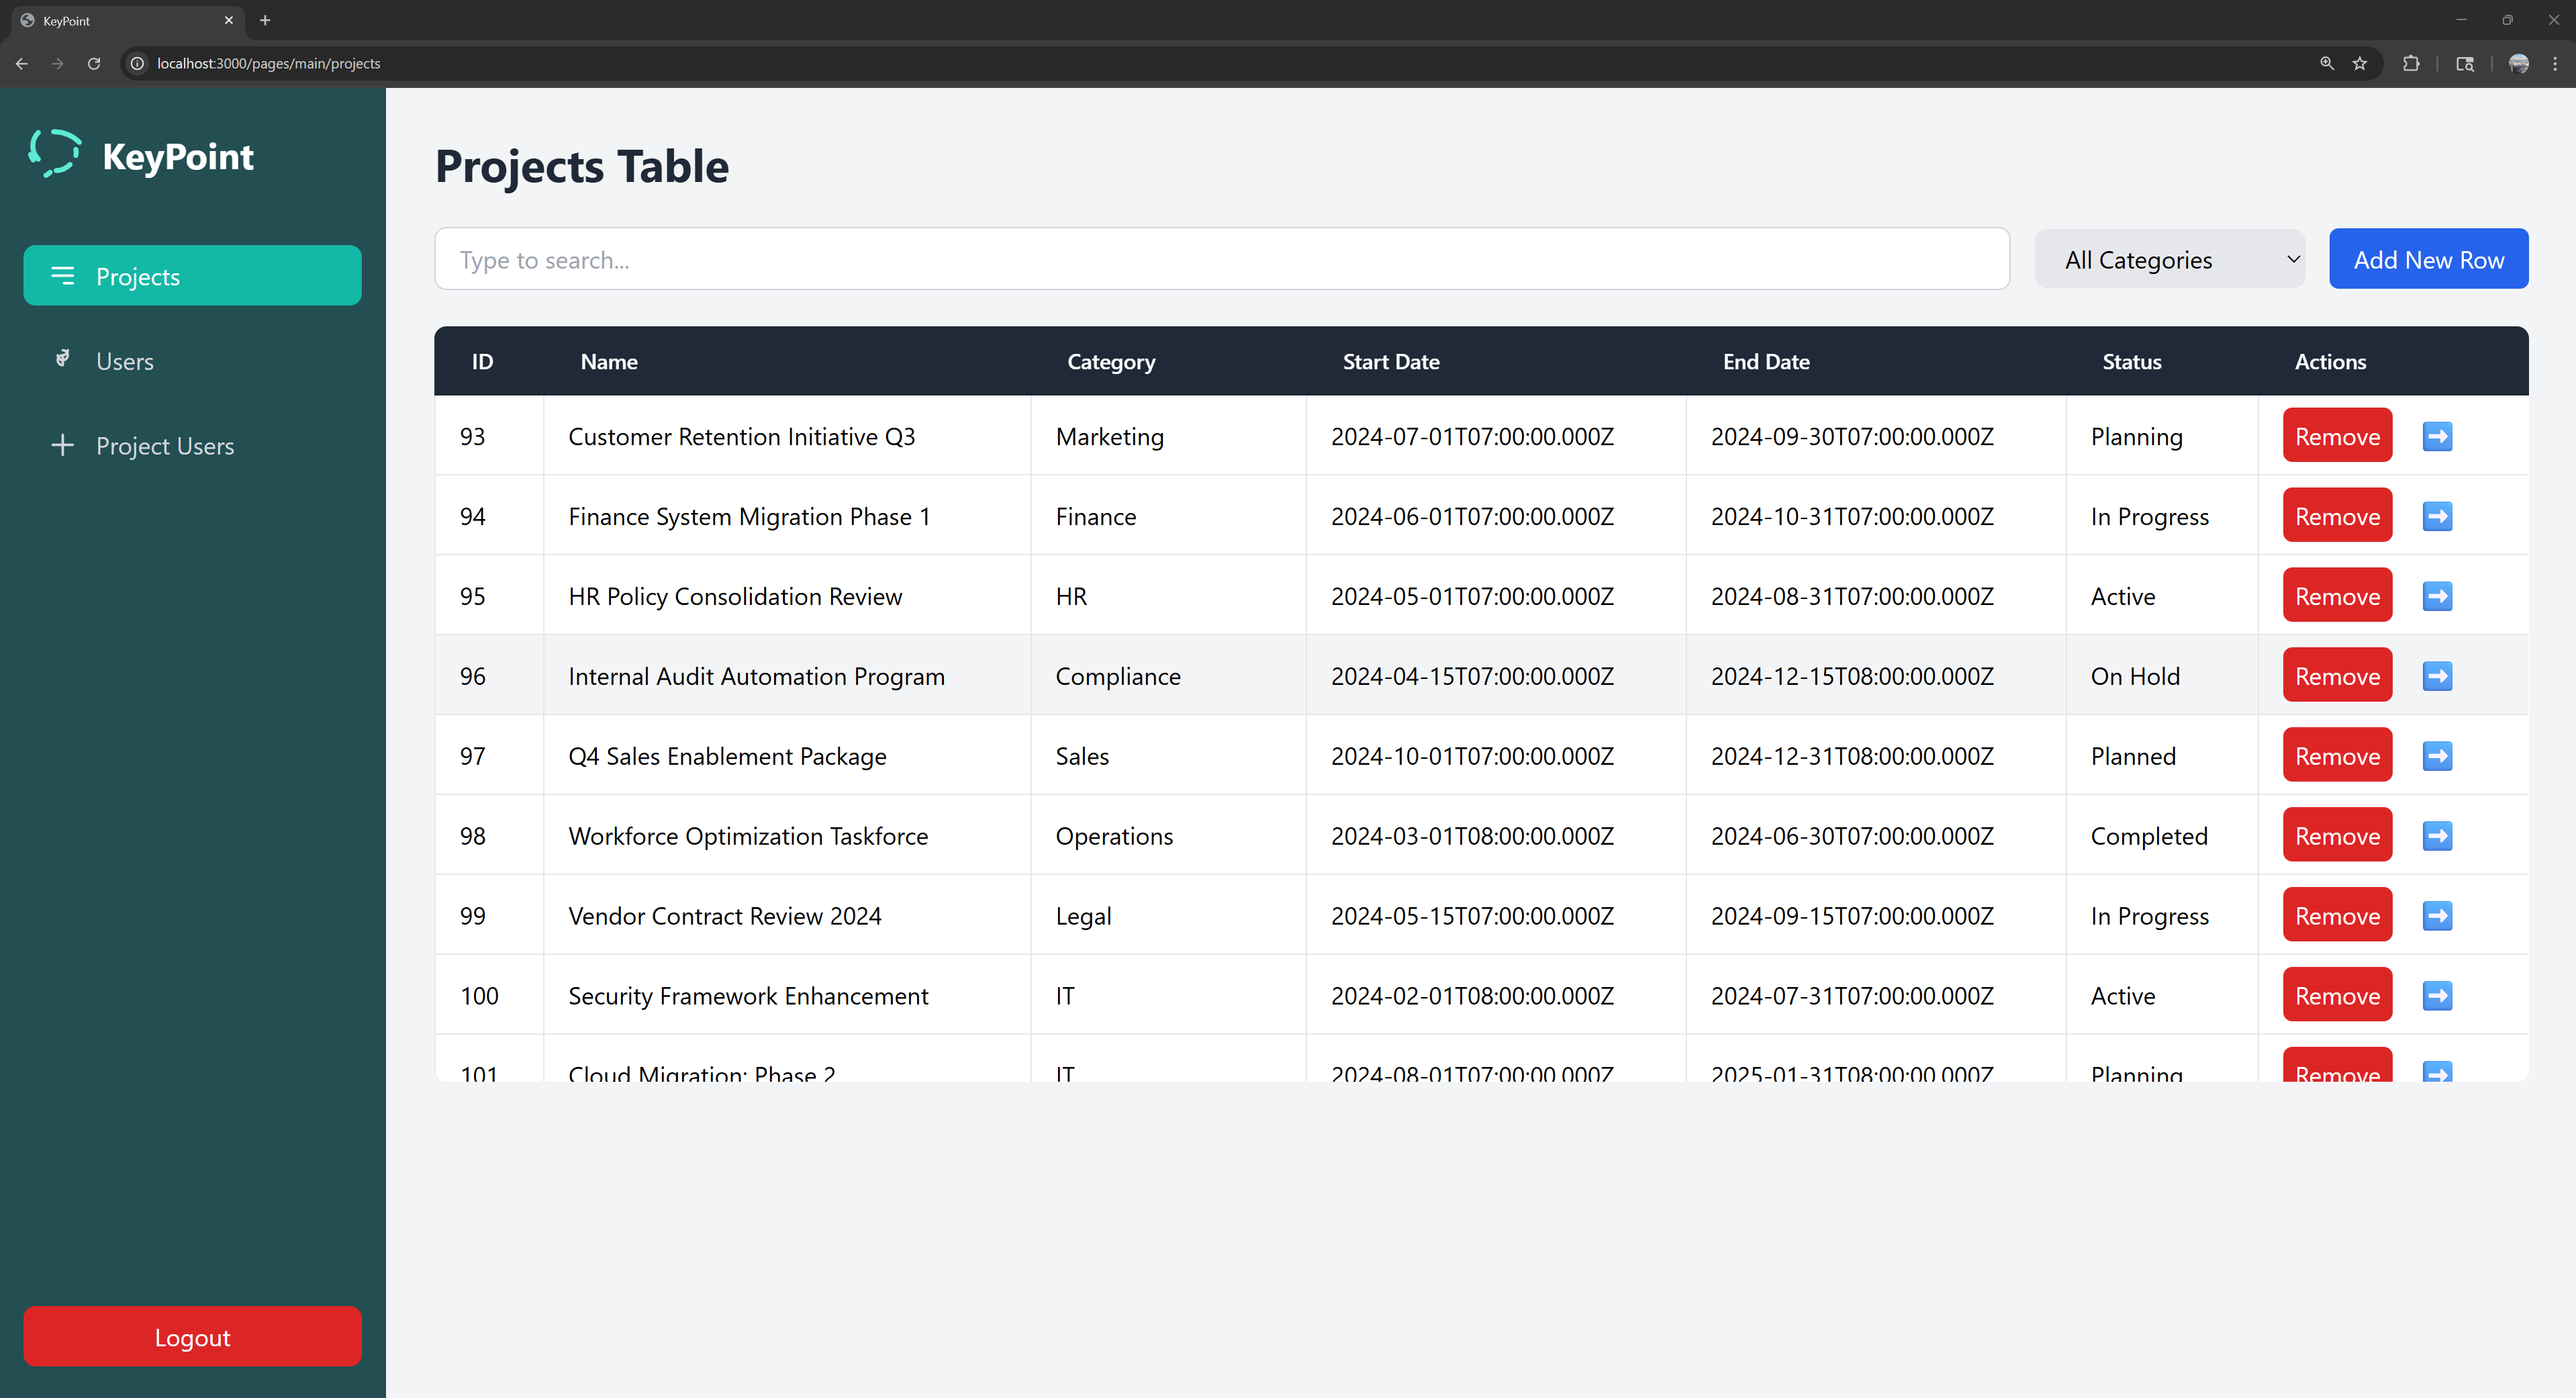 KeyPoint
localhost:3000/pages/main/projects
KeyPoint
Projects
Users
Project Users
Logout
Projects Table
Type to search...
All Categories
Add New Row
ID Name Category Start Date End Date Status Actions
93 Customer Retention Initiative Q3 Marketing 2024-07-01T07:00:00.000Z 2024-09-30T07:00:00.000Z Planning Remove
94 Finance System Migration Phase 1 Finance 2024-06-01T07:00:00.000Z 2024-10-31T07:00:00.000Z In Progress Remove
95 HR Policy Consolidation Review HR 2024-05-01T07:00:00.000Z 2024-08-31T07:00:00.000Z Active Remove
96 Internal Audit Automation Program Compliance 2024-04-15T07:00:00.000Z 2024-12-15T08:00:00.000Z On Hold Remove
97 Q4 Sales Enablement Package Sales 2024-10-01T07:00:00.000Z 2024-12-31T08:00:00.000Z Planned Remove
98 Workforce Optimization Taskforce Operations 2024-03-01T08:00:00.000Z 2024-06-30T07:00:00.000Z Completed Remove
99 Vendor Contract Review 2024 Legal 2024-05-15T07:00:00.000Z 2024-09-15T07:00:00.000Z In Progress Remove
100 Security Framework Enhancement IT 2024-02-01T08:00:00.000Z 2024-07-31T07:00:00.000Z Active Remove
101 Cloud Migration: Phase 2 IT 2024-08-01T07:00:00.000Z 2025-01-31T08:00:00.000Z Planning Remove